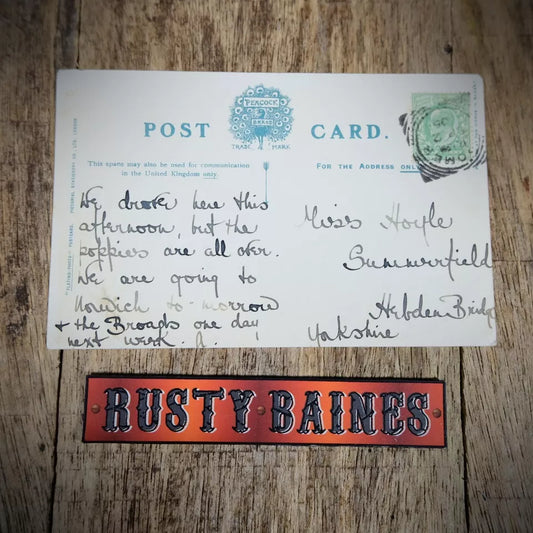 PEACOCK
BRAND
TRADE MARK
POST CARD.
This space may also be used for communication
in the United Kingdom only.
FOR THE ADDRESS ONLY
We drove here this
afternoon, but the
poppies are all over.
We are going to
Norwich to-morrow
+ the Broads one day
next week. A.
Miss Hoyle
Summerfield
Hebden Bridge
Yorkshire
CROMER
RUSTY BAINES